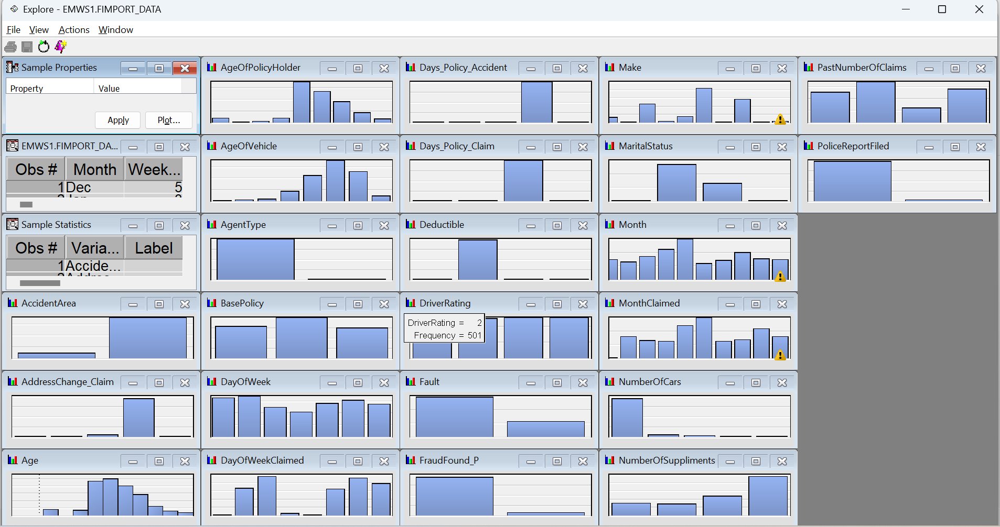 Explore - EMWS1.FIMPORT_DATA
File View Actions Window
Sample Properties
Property Value
Apply Plot...
AgeOfPolicyHolder
Days_Policy_Accident
Make
PastNumberOfClaims
EMWS1.FIMPORT_DA...
Obs # Month Week...
1 Dec 5
AgeOfVehicle
Days_Policy_Claim
MaritalStatus
PoliceReportFiled
Sample Statistics
Obs # Varia... Label
1 Accide...
AgentType
Deductible
Month
AccidentArea
BasePolicy
DriverRating
DriverRating = 2
Frequency = 501
MonthClaimed
AddressChange_Claim
DayOfWeek
Fault
NumberOfCars
Age
DayOfWeekClaimed
FraudFound_P
NumberOfSuppliments